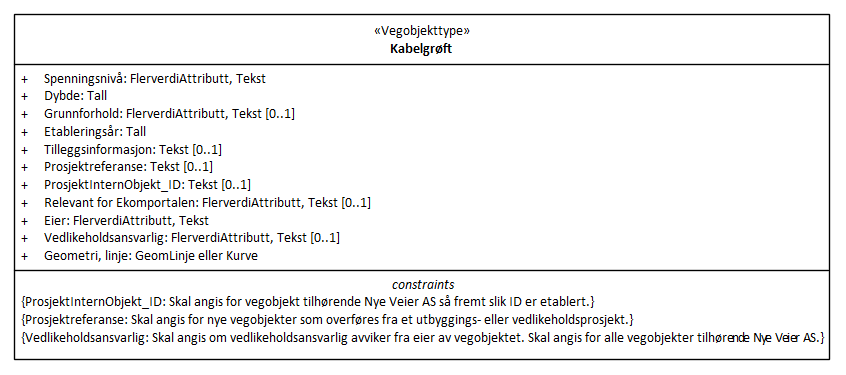 «Vegobjekttype»
Kabelgrøft
+ Spenningsnivå: FlerverdiAttributt, Tekst
+ Dybde: Tall
+ Grunnforhold: FlerverdiAttributt, Tekst [0..1]
+ Etableringsår: Tall
+ Tilleggsinformasjon: Tekst [0..1]
+ Prosjektreferanse: Tekst [0..1]
+ ProsjektInternObjekt_ID: Tekst [0..1]
+ Relevant for Ekomportalen: FlerverdiAttributt, Tekst [0..1]
+ Eier: FlerverdiAttributt, Tekst
+ Vedlikeholdsansvarlig: FlerverdiAttributt, Tekst [0..1]
+ Geometri, linje: GeomLinje eller Kurve
constraints
{ProsjektInternObjekt_ID: Skal angis for vegobjekt tilhørende Nye Veier AS så fremt slik ID er etablert.}
{Prosjektreferanse: Skal angis for nye vegobjekter som overføres fra et utbyggings- eller vedlikeholdsprosjekt.}
{Vedlikeholdsansvarlig: Skal angis om vedlikeholdsansvarlig avviker fra eier av vegobjektet. Skal angis for alle vegobjekter tilhørende Nye Veier AS.}